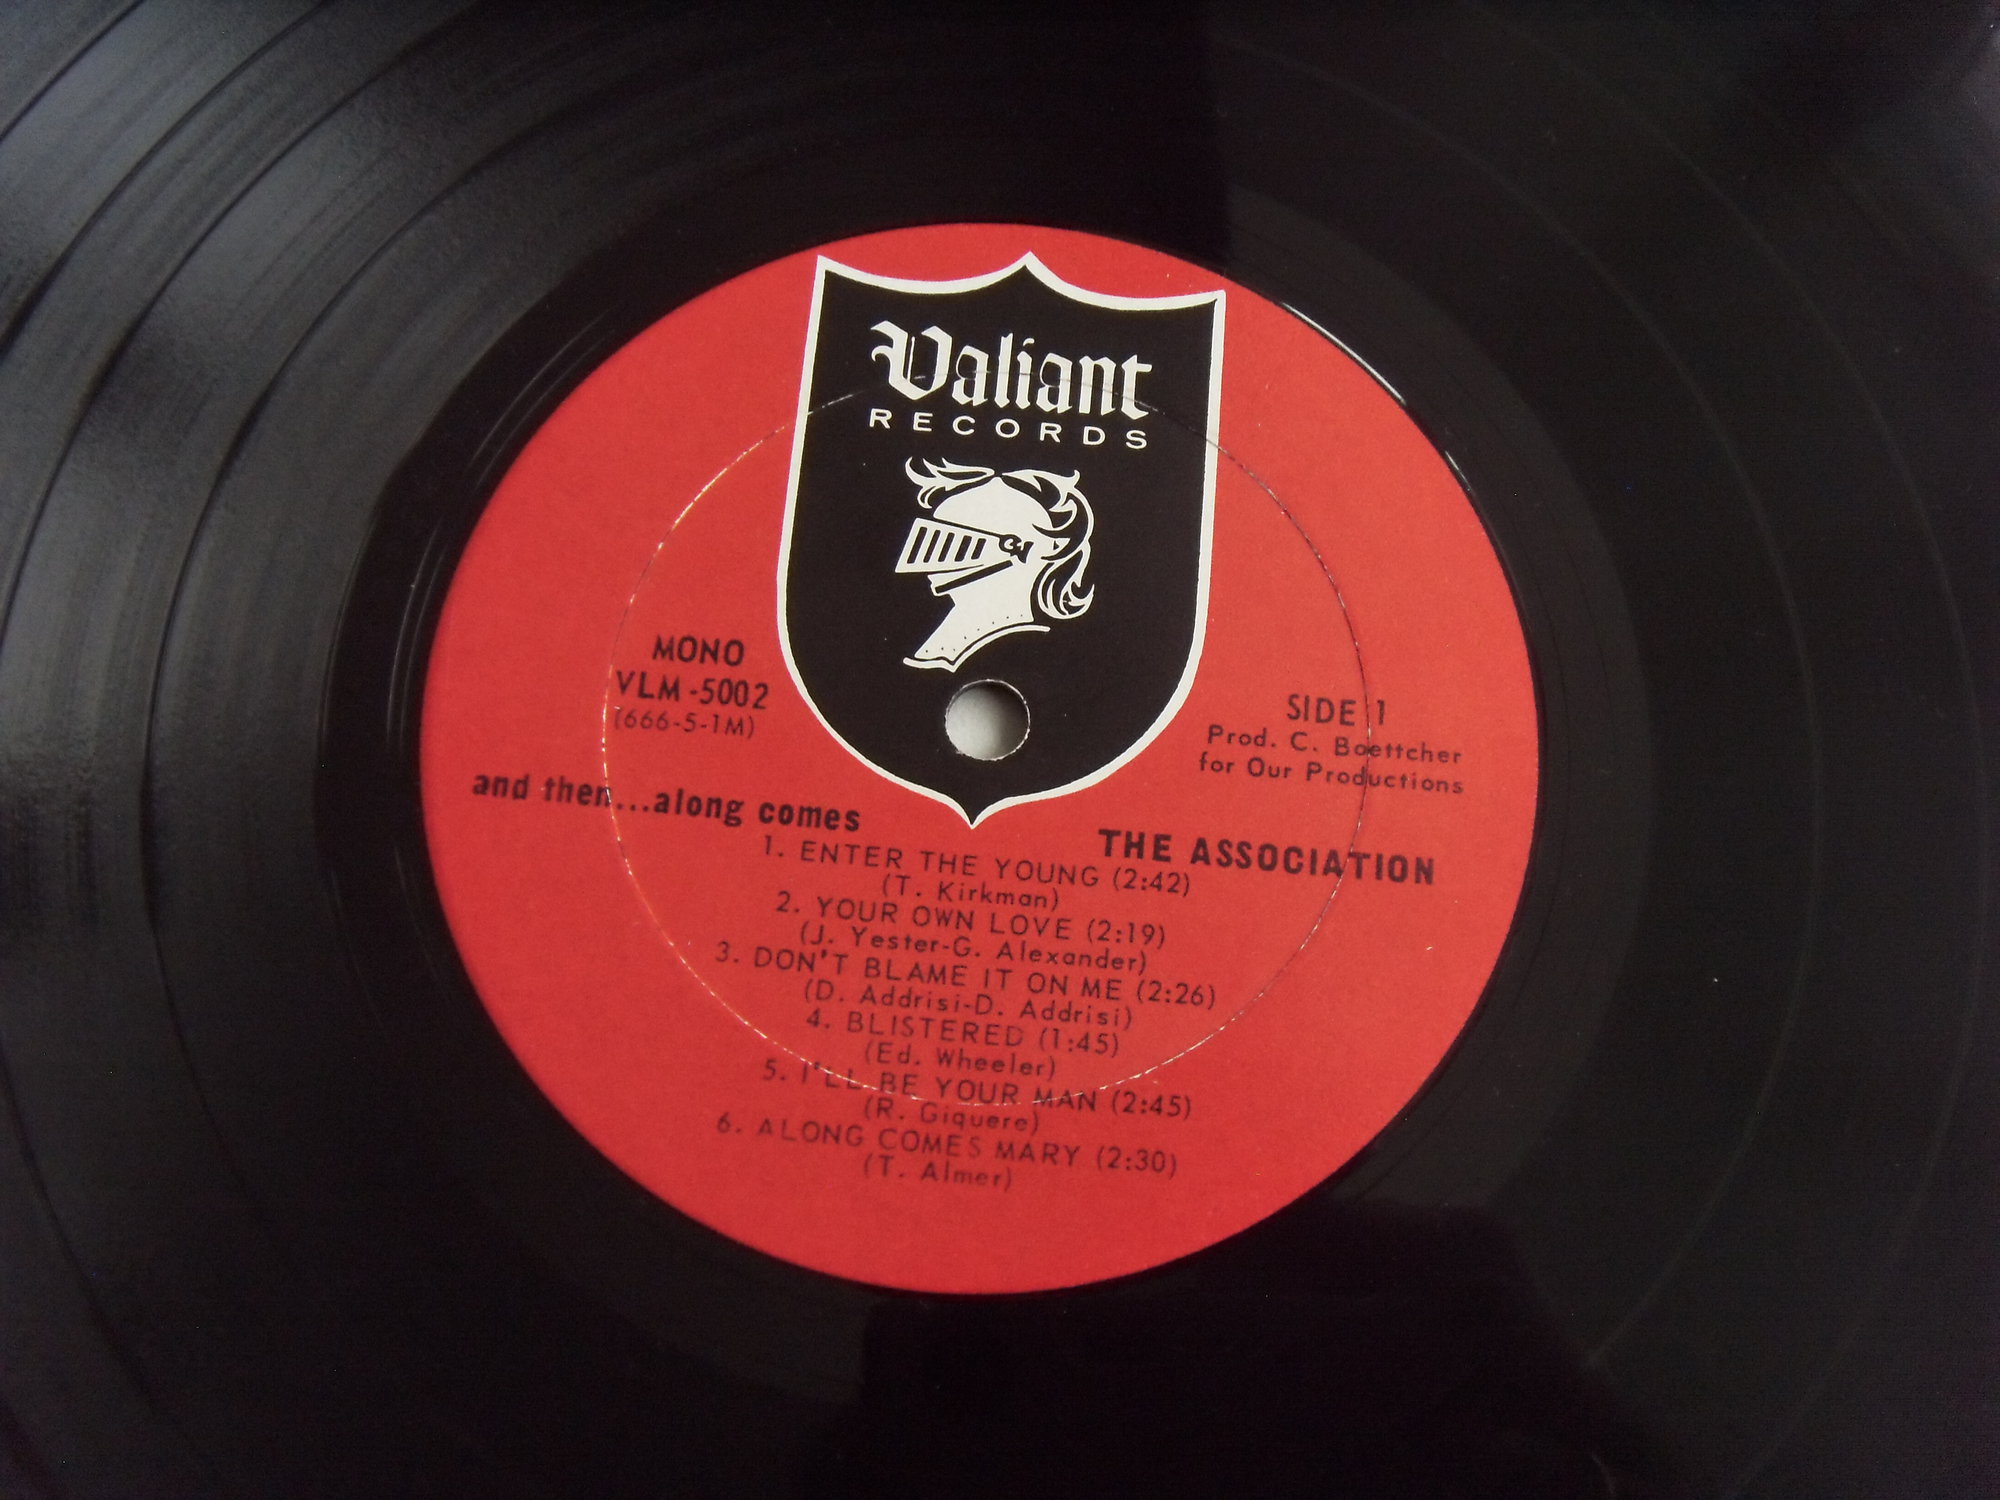 Valiant
RECORDS
MONO
VLM-5002
(666-5-1M)
SIDE 1
Prod. C. Boettcher
for Our Productions
and then...along comes
THE ASSOCIATION
1. ENTER THE YOUNG (2:42)
(T. Kirkman)
2. YOUR OWN LOVE (2:19)
(J. Yester-G. Alexander)
3. DON'T BLAME IT ON ME (2:26)
(D. Addrisi-D. Addrisi)
4. BLISTERED (1:45)
(Ed. Wheeler)
5. I'LL BE YOUR MAN (2:45)
(R. Giquere)
6. ALONG COMES MARY (2:30)
(T. Almer)